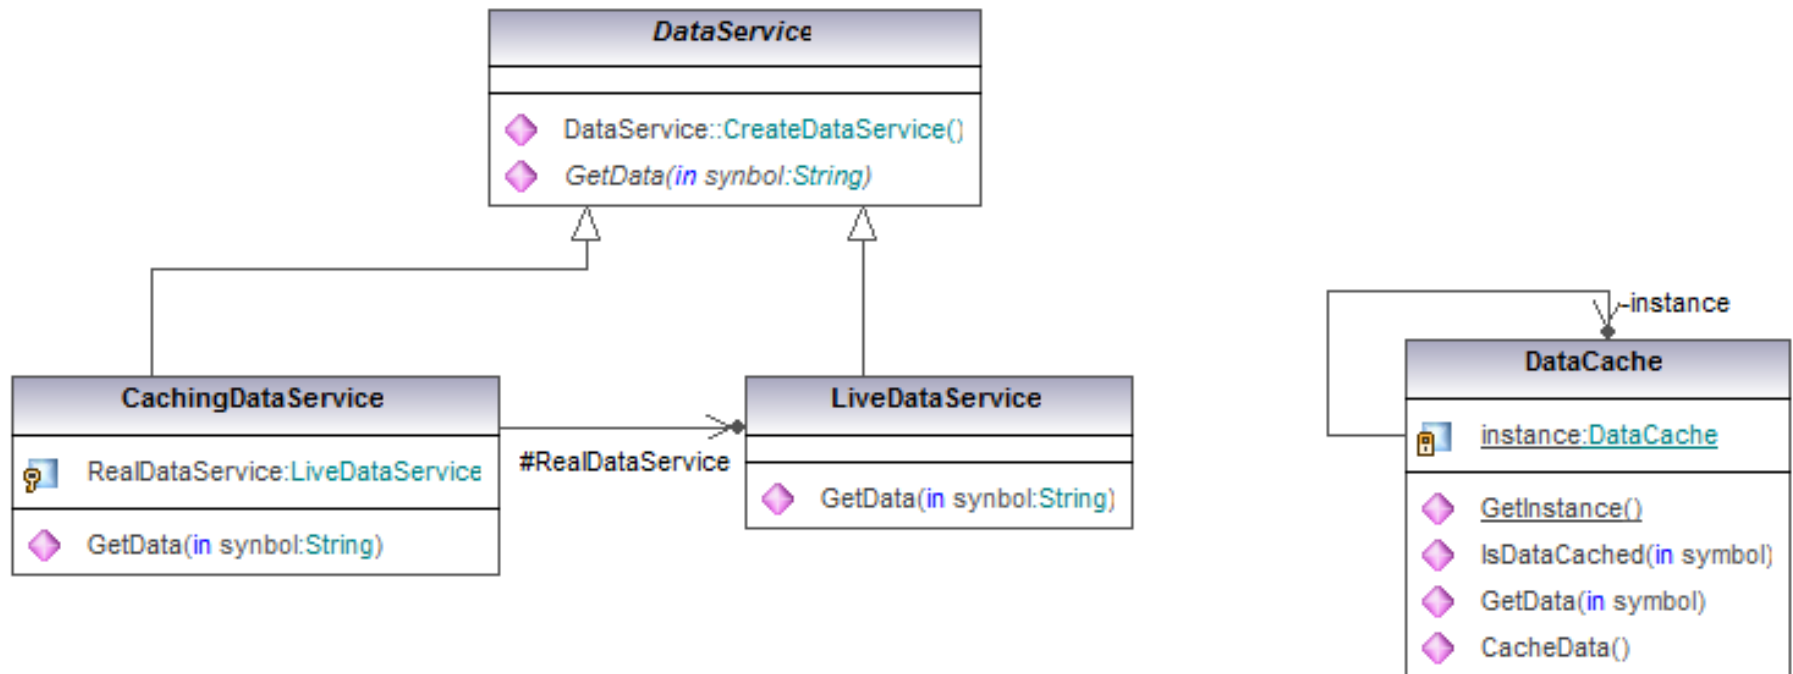 DataService
DataService::CreateDataService()
GetData(in synbol:String)
-instance
DataCache
CachingDataService
LiveDataService
instance:DataCache
RealDataService:LiveDataService
#RealDataService
GetData(in synbol:String)
GetInstance()
GetData(in synbol:String)
IsDataCached(in symbol)
GetData(in symbol)
CacheData()